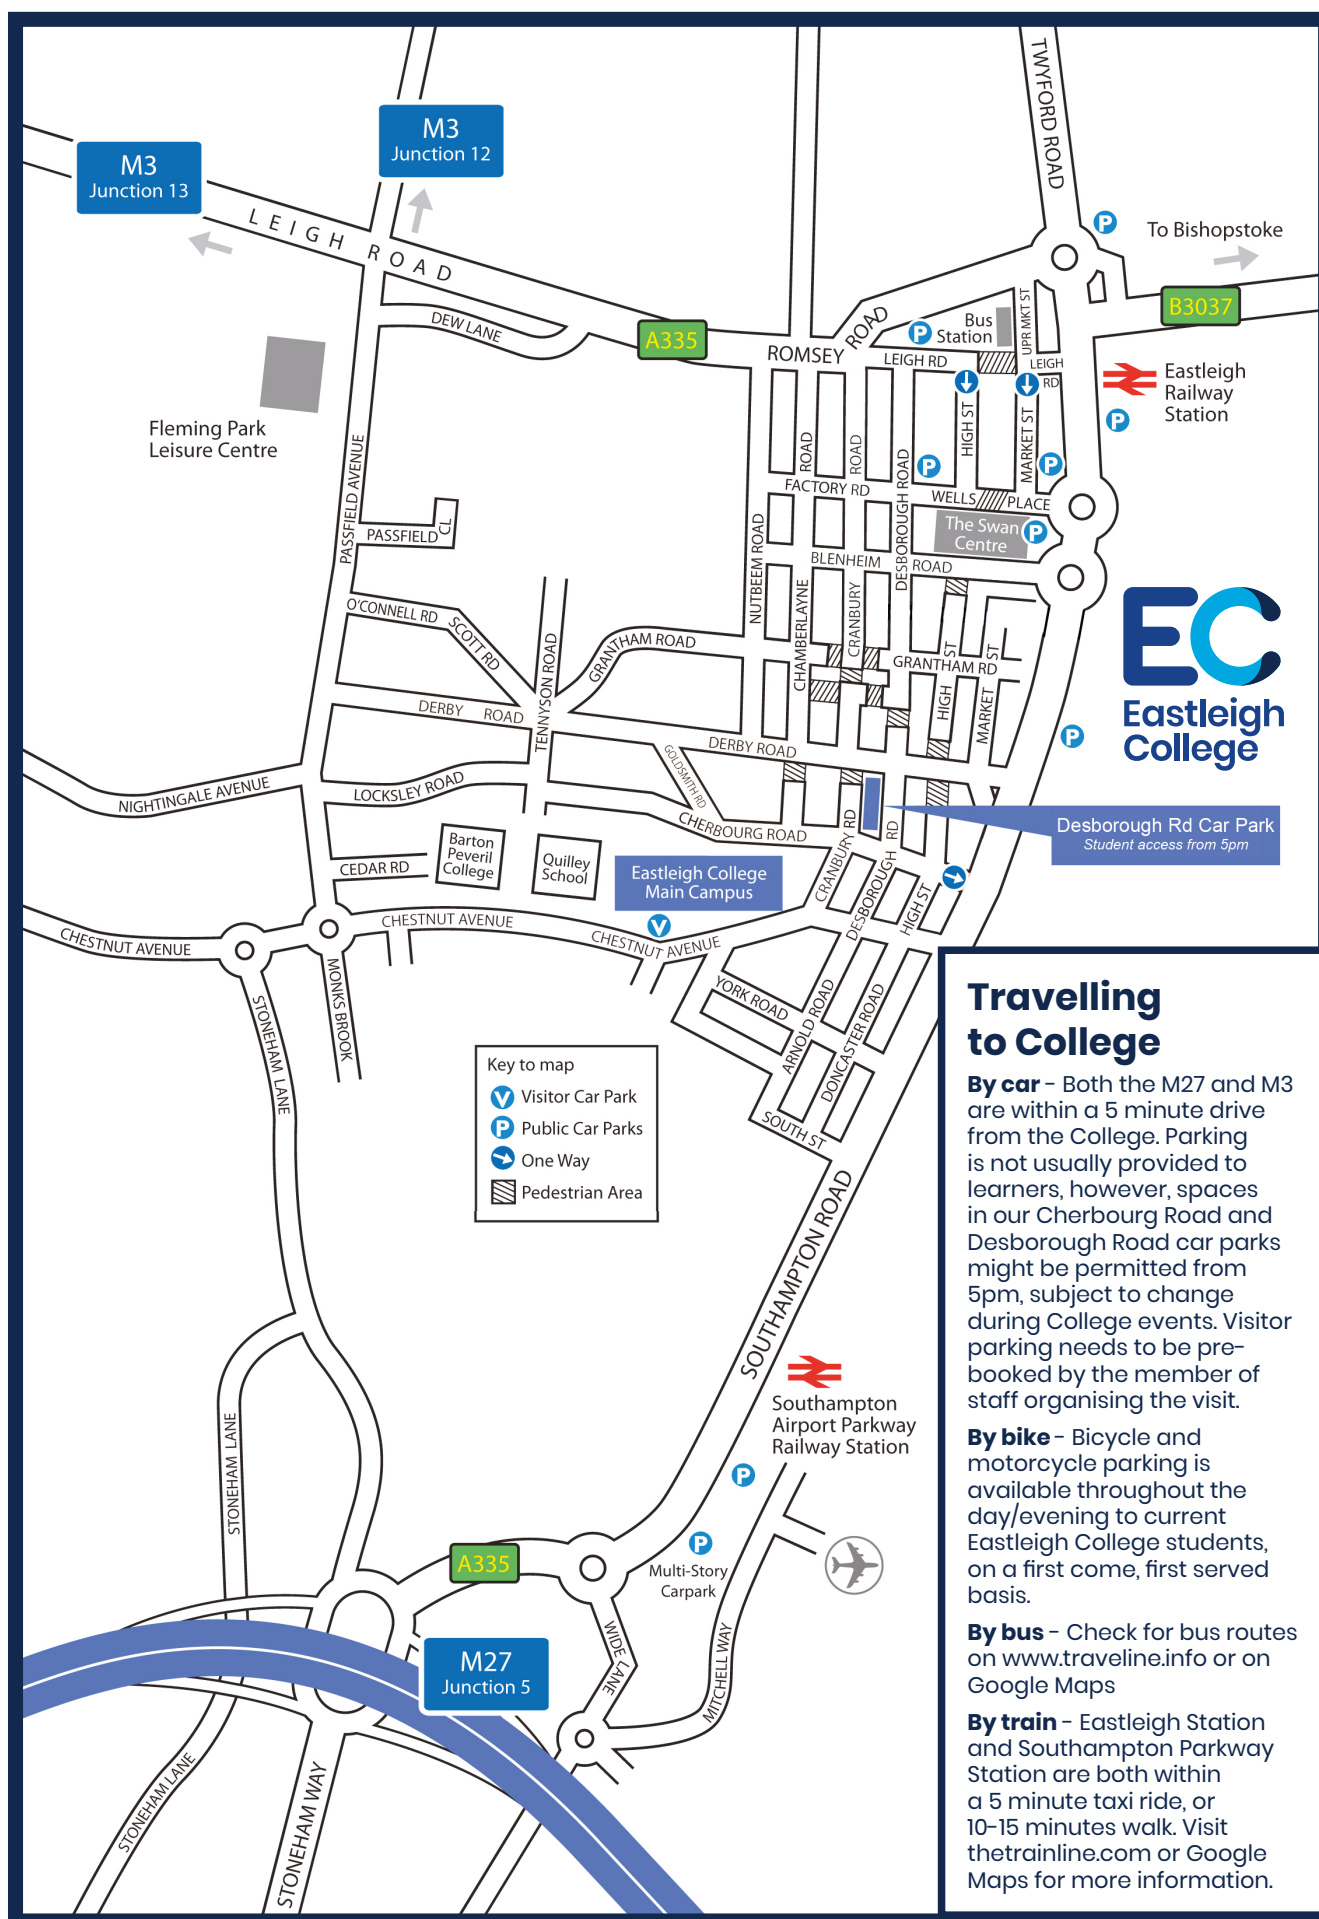 TWYFORD ROAD
M3
Junction 12
M3
Junction 13
LEIGH ROAD
To Bishopstoke
B3037
DEW LANE
A335
ROMSEY ROAD
Bus
Station
UPR MKT ST
LEIGH RD
LEIGH
RD
Eastleigh
Railway
Station
Fleming Park
Leisure Centre
PASSFIELD AVENUE
PASSFIELD
CL
HIGH ST
MARKET ST
ROAD
ROAD
FACTORY RD
DESBOROUGH ROAD
WELLS
PLACE
The Swan
Centre
NUTBEEM ROAD
BLENHEIM
ROAD
CHAMBERLAYNE
CRANBURY
O'CONNELL RD
SCOTT RD
TENNYSON ROAD
GRANTHAM ROAD
GRANTHAM RD
HIGH
ST
MARKET
ST
EC
Eastleigh
College
DERBY
ROAD
DERBY ROAD
GOLDSMITH RD
NIGHTINGALE AVENUE
LOCKSLEY ROAD
CHERBOURG ROAD
CRANBURY RD
DESBOROUGH
RD
HIGH ST
Desborough Rd Car Park
Student access from 5pm
CEDAR RD
Barton
Peveril
College
Quilley
School
Eastleigh College
Main Campus
V
CHESTNUT AVENUE
CHESTNUT AVENUE
CHESTNUT AVENUE
MONKS BROOK
STONEHAM LANE
YORK ROAD
ARNOLD ROAD
DONCASTER ROAD
SOUTH ST
Key to map
V Visitor Car Park
P Public Car Parks
One Way
Pedestrian Area
SOUTHAMPTON ROAD
Southampton
Airport Parkway
Railway Station
P
P
Multi-Story
Carpark
STONEHAM LANE
A335
WIDE LANE
MITCHELL WAY
M27
Junction 5
STONEHAM LANE
STONEHAM WAY
P
P
P
P
P
P
P
Travelling
to College
By car - Both the M27 and M3
are within a 5 minute drive
from the College. Parking
is not usually provided to
learners, however, spaces
in our Cherbourg Road and
Desborough Road car parks
might be permitted from
5pm, subject to change
during College events. Visitor
parking needs to be pre-
booked by the member of
staff organising the visit.
By bike - Bicycle and
motorcycle parking is
available throughout the
day/evening to current
Eastleigh College students,
on a first come, first served
basis.
By bus - Check for bus routes
on www.traveline.info or on
Google Maps
By train - Eastleigh Station
and Southampton Parkway
Station are both within
a 5 minute taxi ride, or
10-15 minutes walk. Visit
thetrainline.com or Google
Maps for more information.